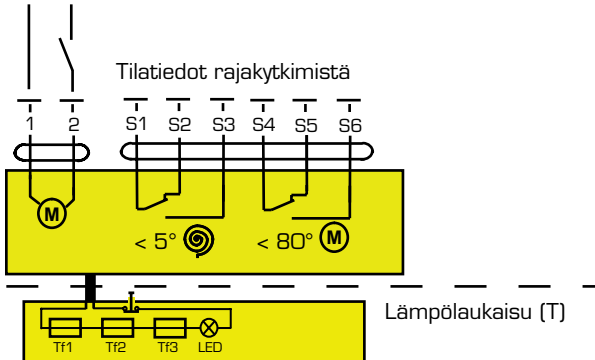 Tilatiedot rajakytkimistä
1 2 S1 S2 S3 S4 S5 S6
M
< 5° < 80° M
Lämpölaukaisu (T)
Tf1 Tf2 Tf3 LED